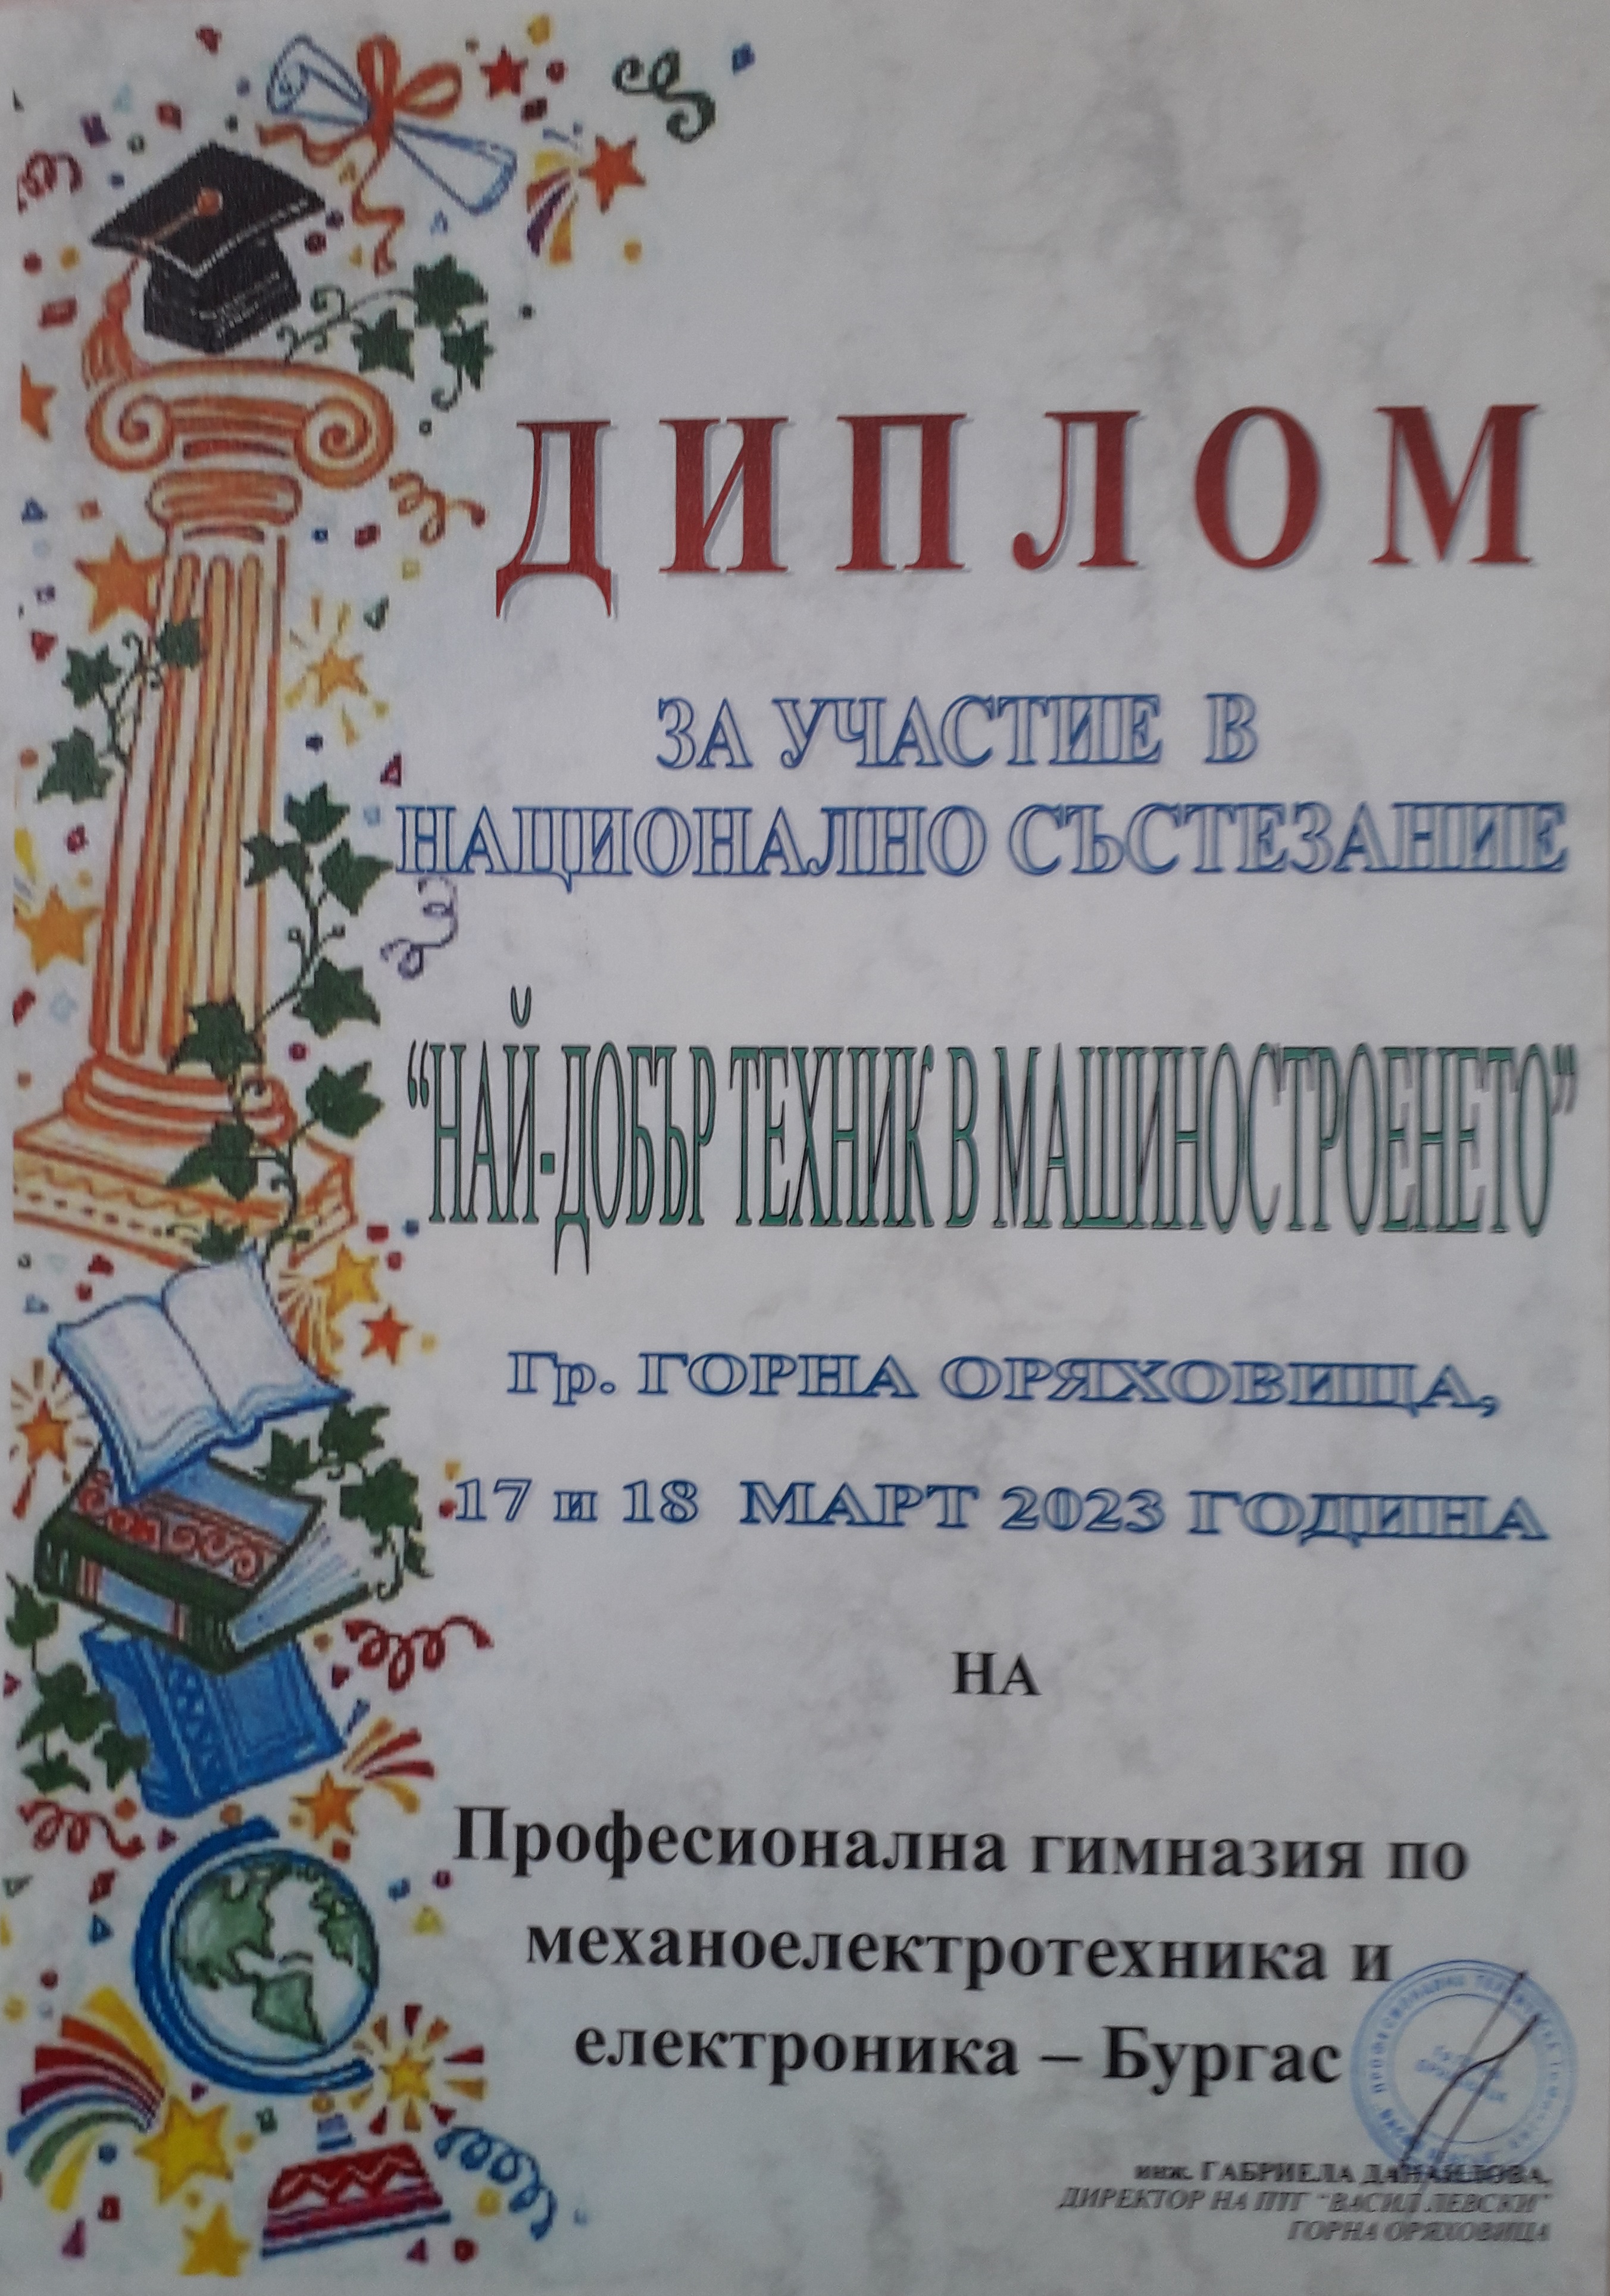 ДИПЛОМ
ЗА УЧАСТИЕ В
НАЦИОНАЛНО СЪСТЕЗАНИЕ
“НАЙ-ДОБЪР ТЕХНИК В МАШИНОСТРОЕНЕТО”
Гр. ГОРНА ОРЯХОВИЦА,
17 и 18 МАРТ 2023 ГОДИНА
НА
Професионална гимназия по
механоелектротехника и
електроника – Бургас
инж. ГАБРИЕЛА ДАНАИЛОВА,
ДИРЕКТОР НА ПТГ "ВАСИЛ ЛЕВСКИ"
ГОРНА ОРЯХОВИЦА